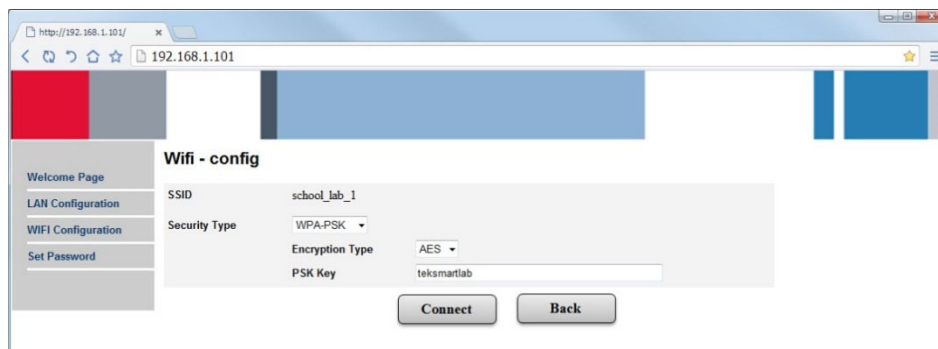 http://192.168.1.101/
192.168.1.101
Wifi - config
Welcome Page
LAN Configuration
WIFI Configuration
Set Password
SSID school_lab_1
Security Type WPA-PSK
Encryption Type AES
PSK Key teksmartlab
Connect Back